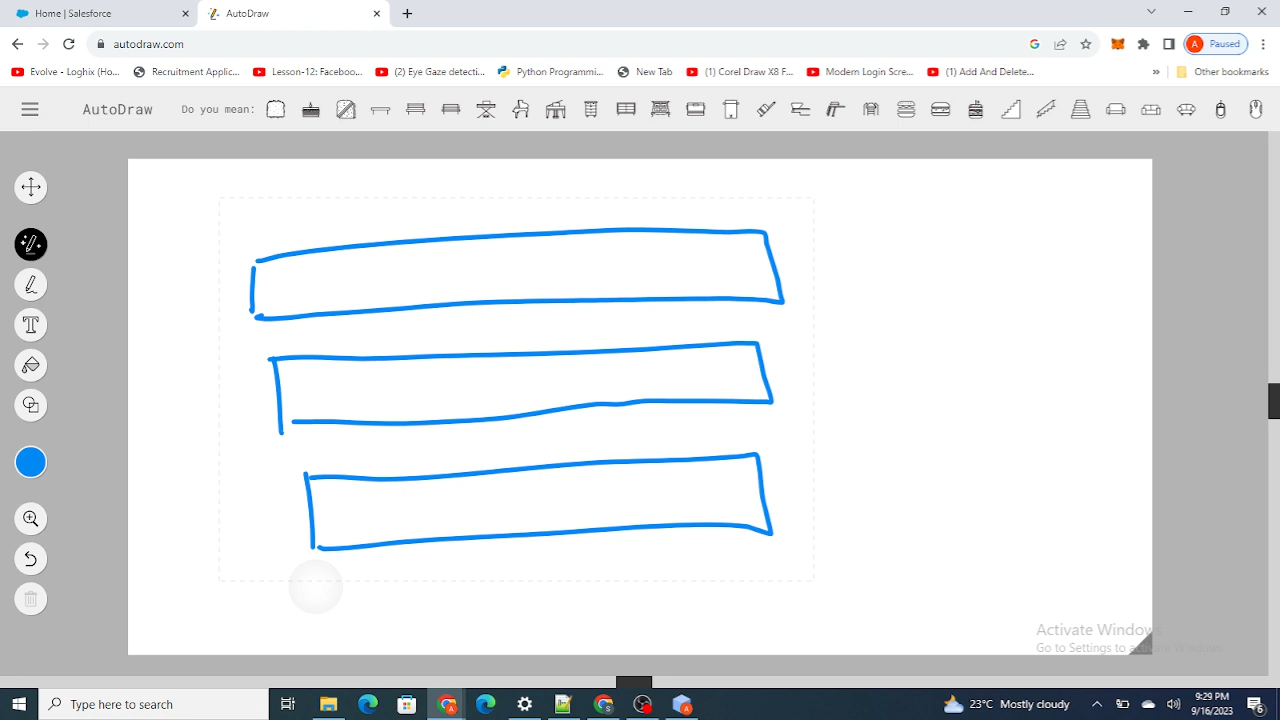 Home | Salesforce
AutoDraw
autodraw.com
Paused
Evolve - Loghix (Ho...
Recruitment Applic...
Lesson-12: Faceboo...
(2) Eye Gaze detecti...
Python Programmi...
New Tab
(1) Corel Draw X8 F...
Modern Login Scre...
(1) Add And Delete...
Other bookmarks
AutoDraw
Do you mean:
Activate Windows
Go to Settings to activate Windows.
Type here to search
23°C Mostly cloudy
9:29 PM
9/16/2023
6